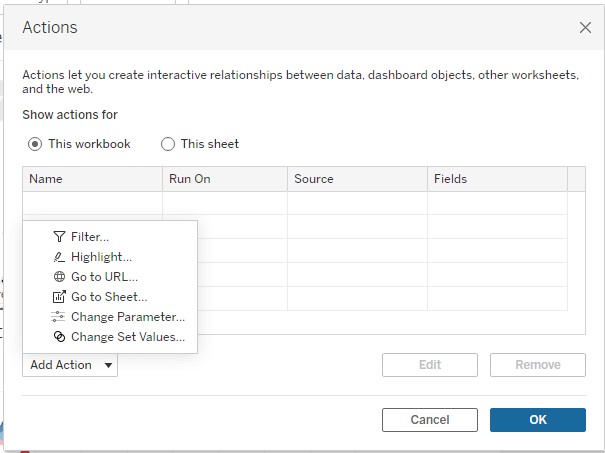 Actions
Actions let you create interactive relationships between data, dashboard objects, other worksheets,
and the web.
Show actions for
This workbook
This sheet
Name Run On Source Fields
Filter...
Highlight...
Go to URL...
Go to Sheet...
Change Parameter...
Change Set Values...
Add Action
Edit
Remove
Cancel
OK